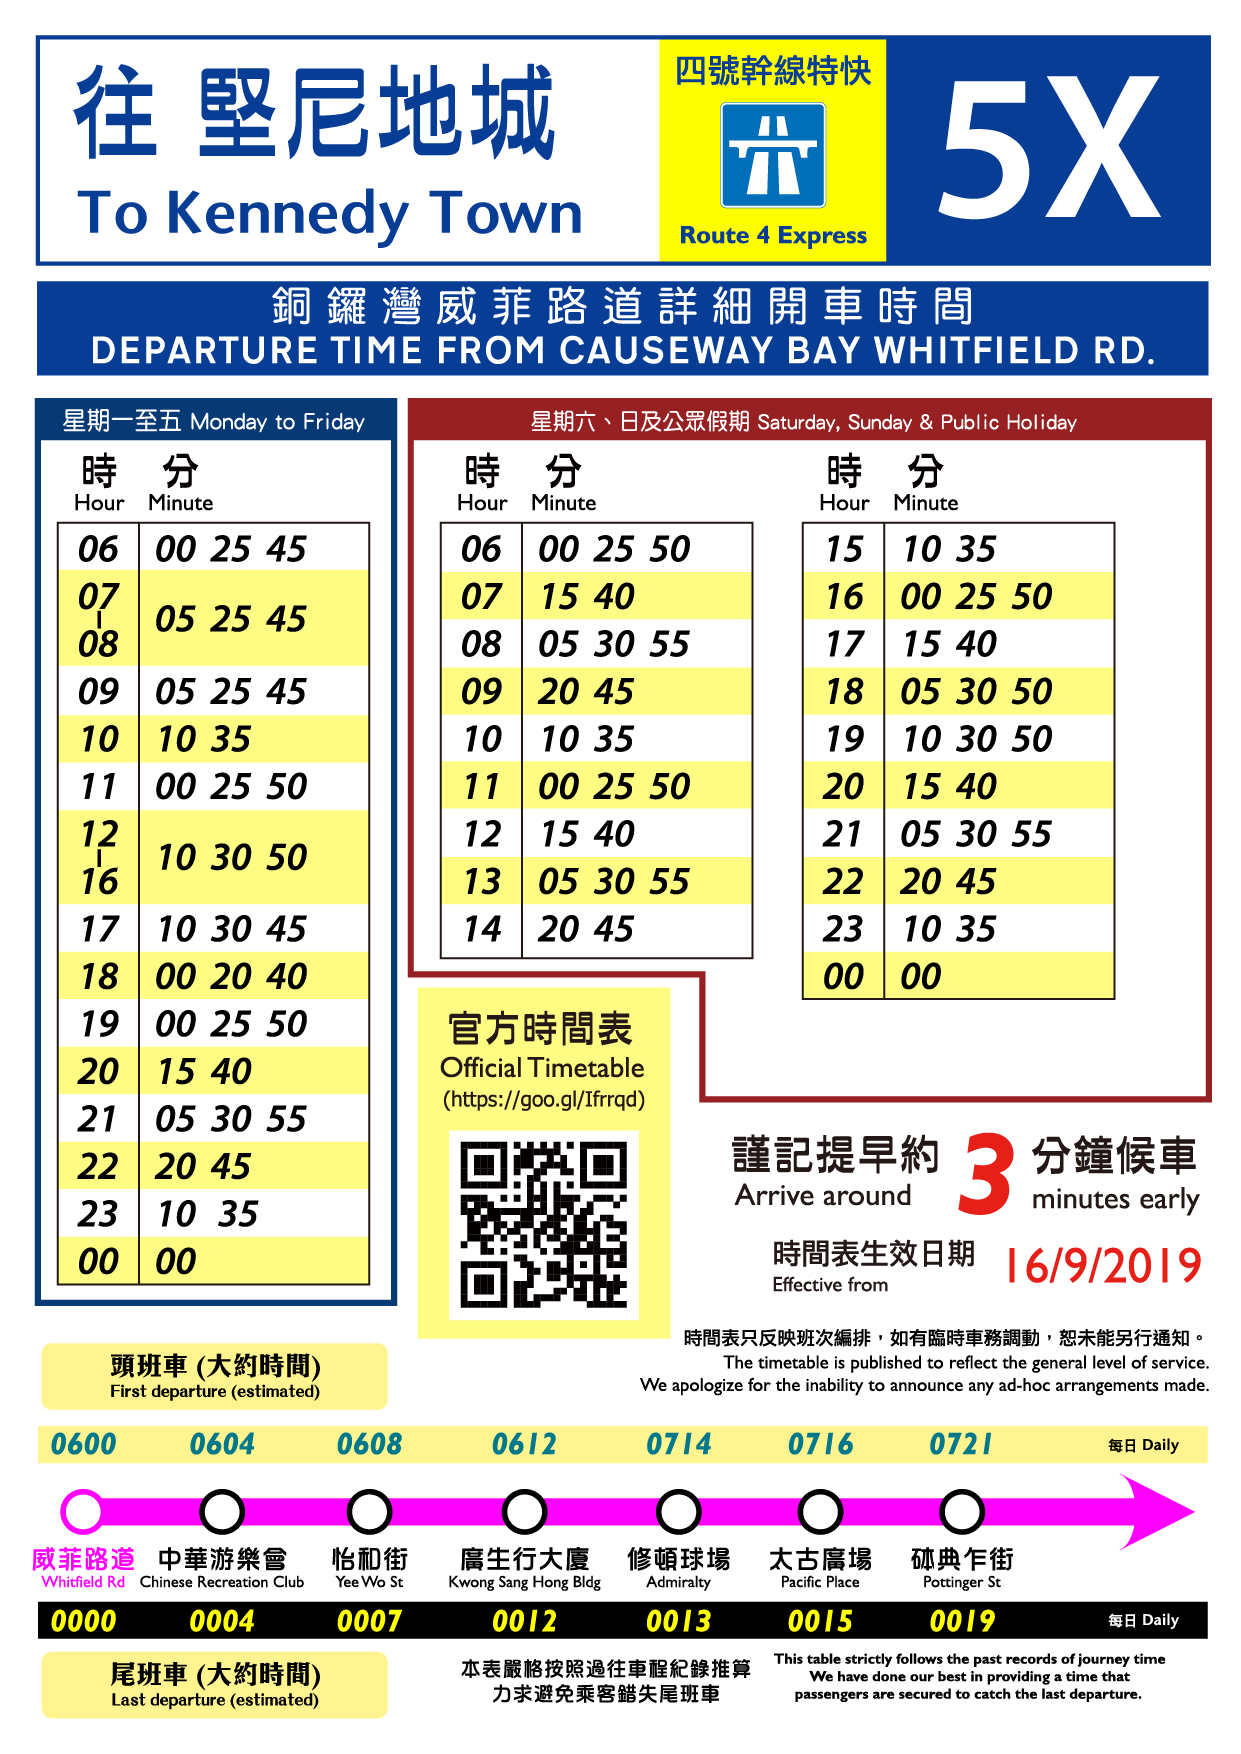 往 堅尼地城
To Kennedy Town
四號幹線特快
Route 4 Express
5X
銅鑼灣威菲路道詳細開車時間
DEPARTURE TIME FROM CAUSEWAY BAY WHITFIELD RD.
星期一至五 Monday to Friday
時 分
Hour Minute
06 00 25 45
07
|
08 05 25 45
09 05 25 45
10 10 35
11 00 25 50
12
|
16 10 30 50
17 10 30 45
18 00 20 40
19 00 25 50
20 15 40
21 05 30 55
22 20 45
23 10 35
00 00
星期六、日及公眾假期 Saturday, Sunday & Public Holiday
時 分
Hour Minute
06 00 25 50
07 15 40
08 05 30 55
09 20 45
10 10 35
11 00 25 50
12 15 40
13 05 30 55
14 20 45
時 分
Hour Minute
15 10 35
16 00 25 50
17 15 40
18 05 30 50
19 10 30 50
20 15 40
21 05 30 55
22 20 45
23 10 35
00 00
官方時間表
Official Timetable
(https://goo.gl/Ifrrqd)
謹記提早約 3 分鐘候車
Arrive around minutes early
時間表生效日期 16/9/2019
Effective from
時間表只反映班次編排，如有臨時車務調動，恕未能另行通知。
The timetable is published to reflect the general level of service.
We apologize for the inability to announce any ad-hoc arrangements made.
頭班車 (大約時間)
First departure (estimated)
0600 0604 0608 0612 0714 0716 0721 每日 Daily
威菲路道 中華游樂會 怡和街 廣生行大廈 修頓球場 太古廣場 砵典乍街
Whitfield Rd Chinese Recreation Club Yee Wo St Kwong Sang Hong Bldg Admiralty Pacific Place Pottinger St
0000 0004 0007 0012 0013 0015 0019 每日 Daily
尾班車 (大約時間)
Last departure (estimated)
本表嚴格按照過往車程紀錄推算
力求避免乘客錯失尾班車
This table strictly follows the past records of journey time
We have done our best in providing a time that
passengers are secured to catch the last departure.